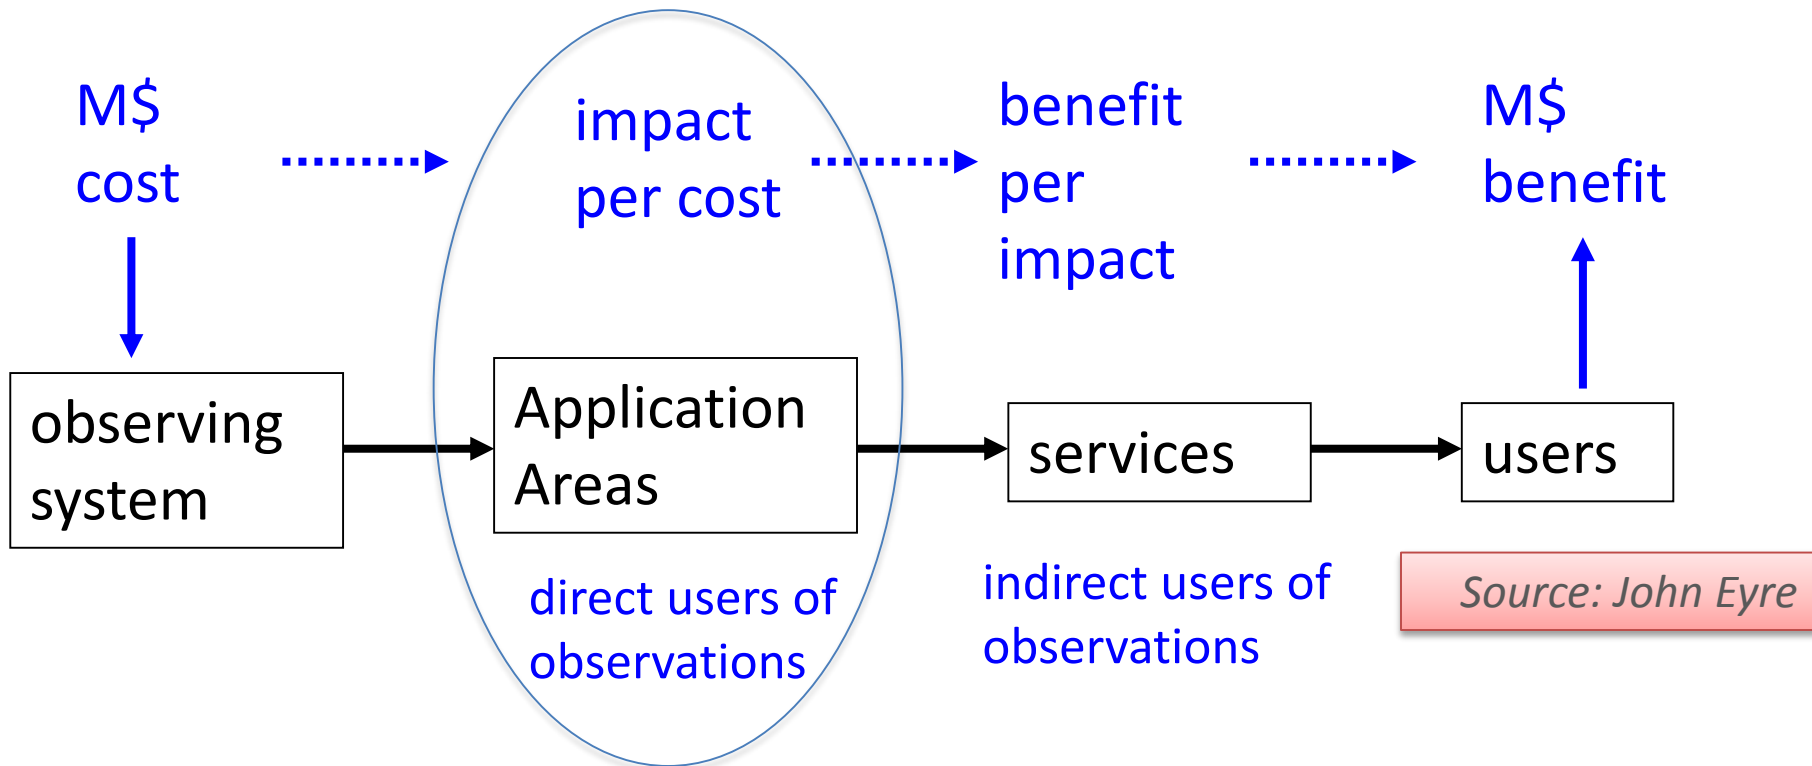 M$
cost
impact
per cost
benefit
per
impact
M$
benefit
observing
system
Application
Areas
services
users
direct users of
observations
indirect users of
observations
Source: John Eyre